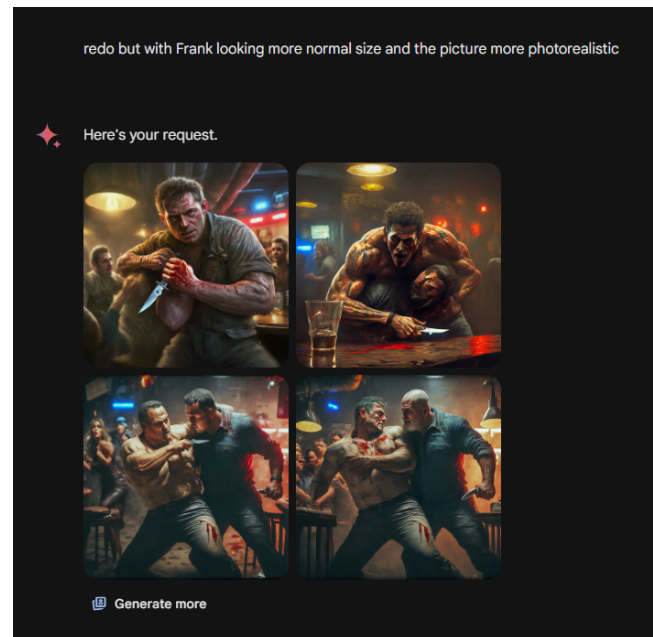 redo but with Frank looking more normal size and the picture more photorealistic
Here's your request.
Generate more